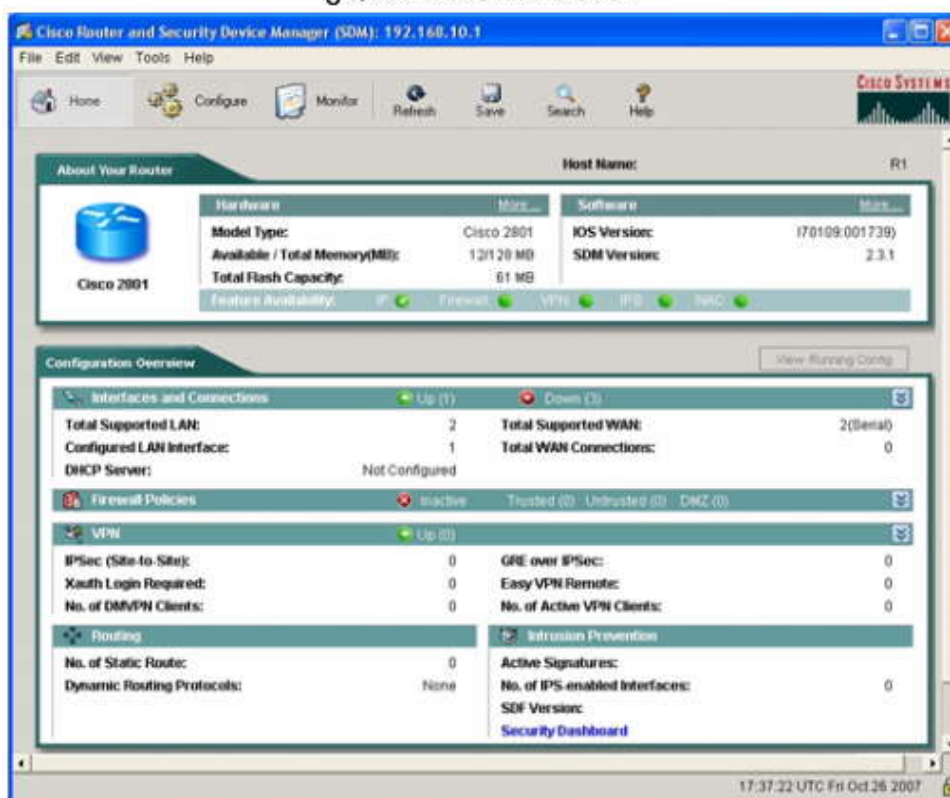 Cisco Router and Security Device Manager (SDM): 192.168.10.1
File Edit View Tools Help
Home Configure Monitor Refresh Save Search Help
CISCO SYSTEMS
About Your Router
Host Name: R1
Cisco 2801
Hardware More...
Model Type: Cisco 2801
Available / Total Memory(MB): 12/128 MB
Total Flash Capacity: 61 MB
Software More...
IOS Version: I70109:001739)
SDM Version: 2.3.1
Feature Availability: IP Firewall VPN IPS NAC
Configuration Overview
View Running Config
Interfaces and Connections Up (1) Down (3)
Total Supported LAN: 2 Total Supported WAN: 2(Serial)
Configured LAN Interface: 1 Total WAN Connections: 0
DHCP Server: Not Configured
Firewall Policies Inactive Trusted (0) Untrusted (0) DMZ (0)
VPN Up (0)
IPSec (Site-to-Site): 0 GRE over IPSec: 0
Xauth Login Required: 0 Easy VPN Remote: 0
No. of DMVPN Clients: 0 No. of Active VPN Clients: 0
Routing
No. of Static Route: 0
Dynamic Routing Protocols: None
Intrusion Prevention
Active Signatures:
No. of IPS-enabled Interfaces: 0
SDF Version:
Security Dashboard
17:37:22 UTC Fri Oct 26 2007